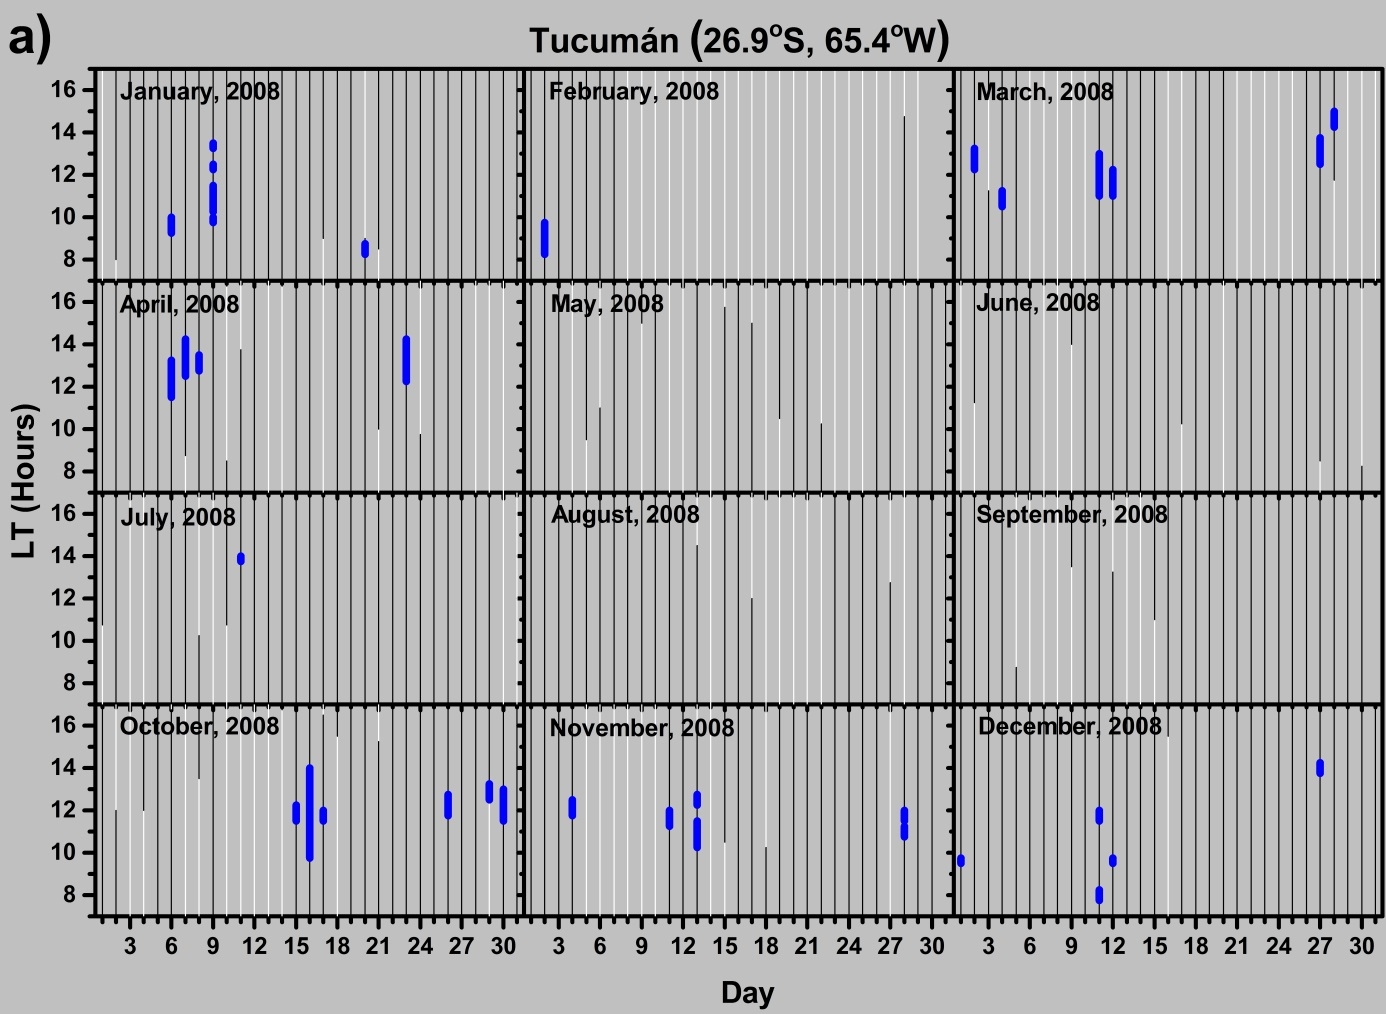 a)
Tucumán (26.9°S, 65.4°W)
LT (Hours)
16 14 12 10 8
January, 2008
February, 2008
March, 2008
16 14 12 10 8
April, 2008
May, 2008
June, 2008
16 14 12 10 8
July, 2008
August, 2008
September, 2008
16 14 12 10 8
October, 2008
November, 2008
December, 2008
3 6 9 12 15 18 21 24 27 30 3 6 9 12 15 18 21 24 27 30 3 6 9 12 15 18 21 24 27 30
Day